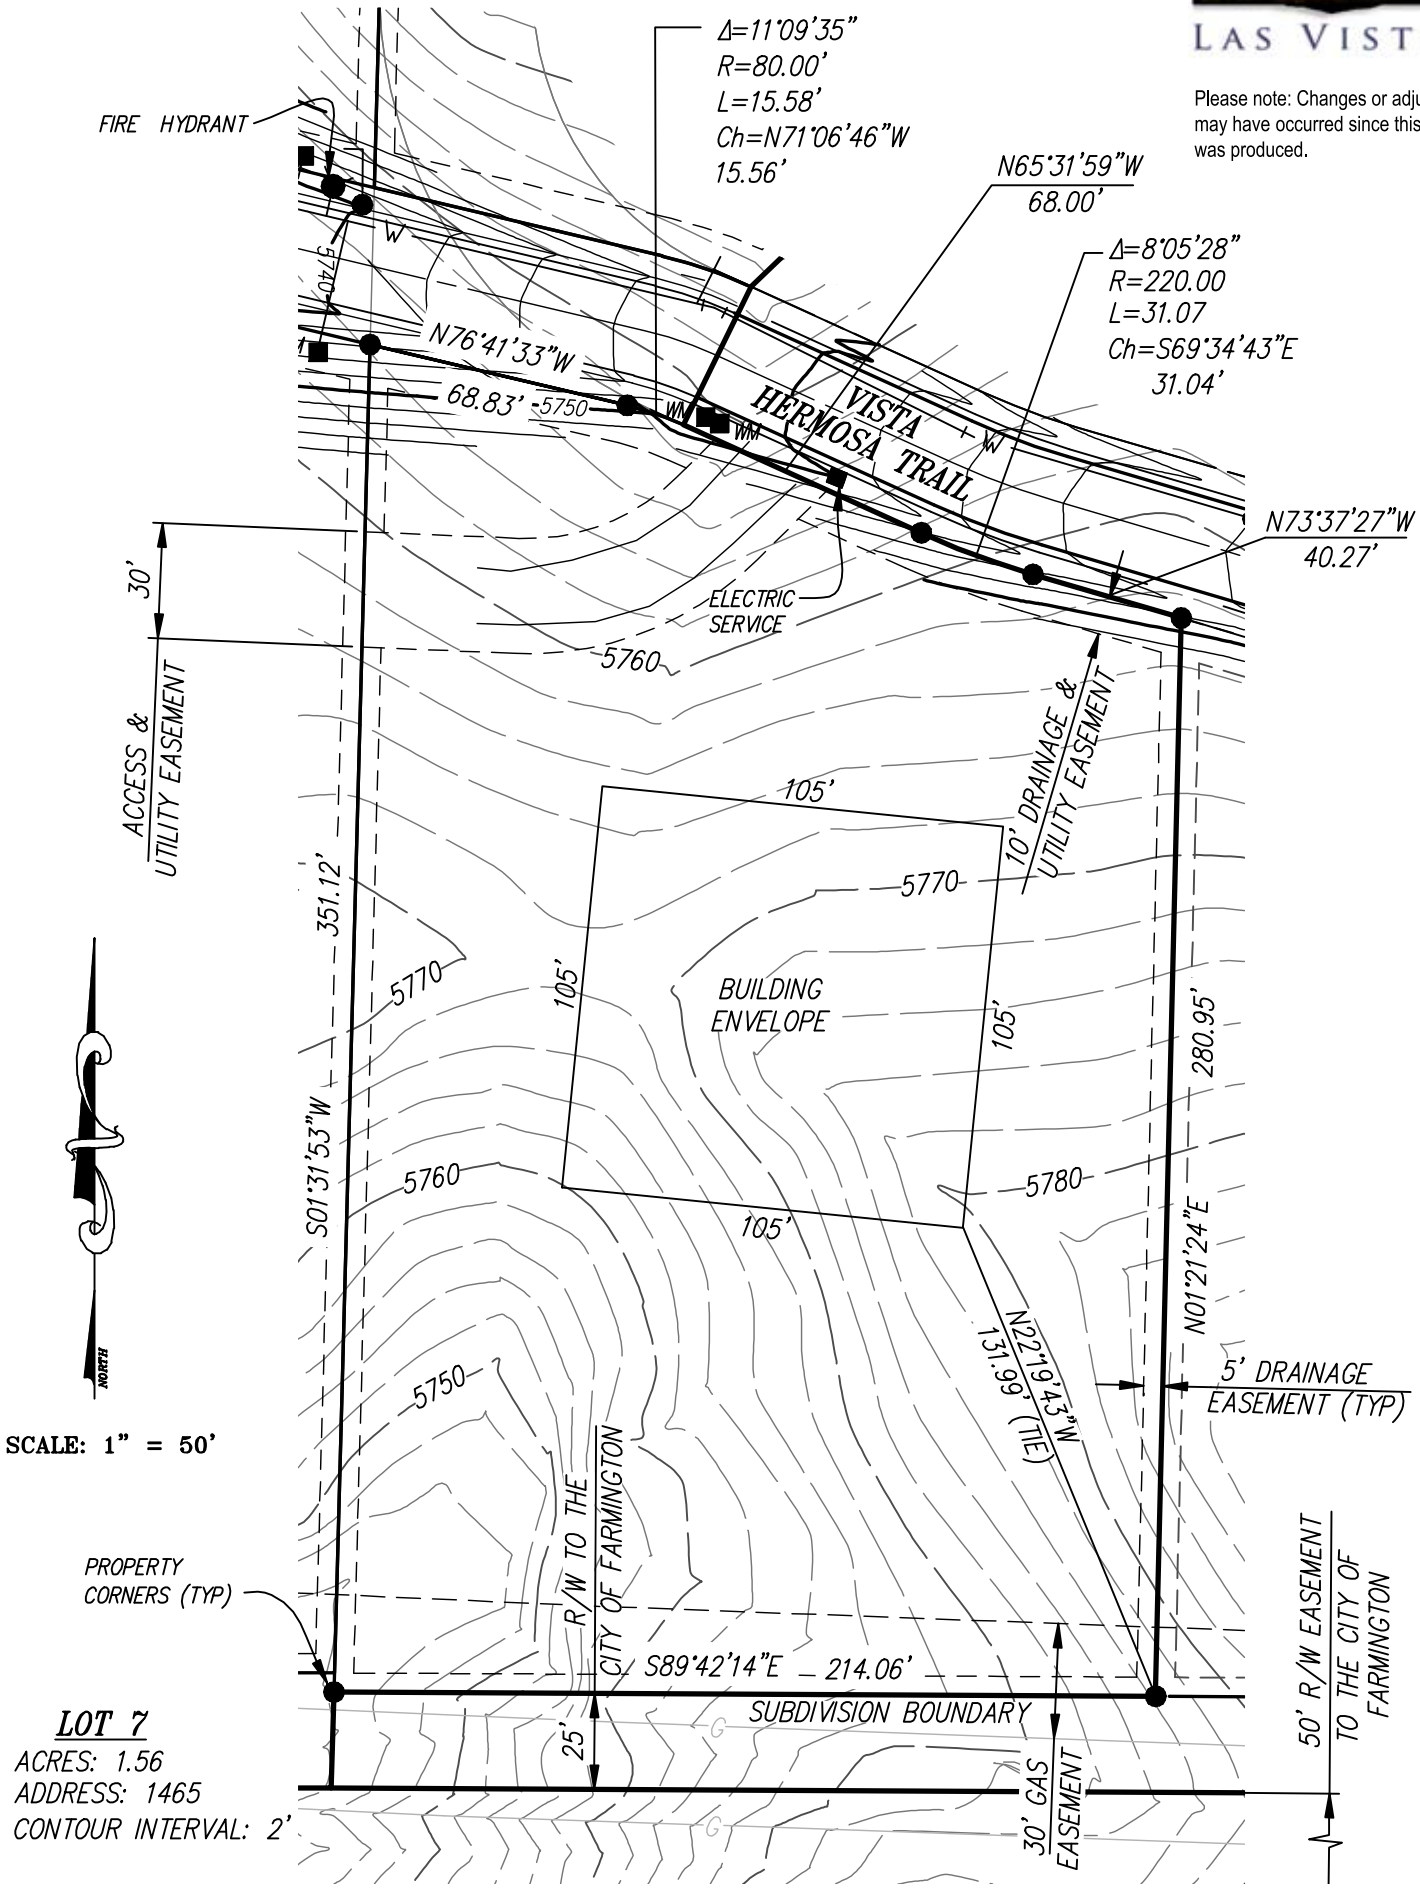 Δ=11°09'35"
R=80.00'
L=15.58'
Ch=N71°06'46"W
15.56'
LAS VIST
Please note: Changes or adju
may have occurred since this
was produced.
FIRE HYDRANT
N65°31'59"W
68.00'
Δ=8°05'28"
R=220.00
L=31.07
Ch=S69°34'43"E
31.04'
W
5740
N76°41'33"W
68.83'
5750
WM
WM
VISTA
HERMOSA TRAIL
W
N73°37'27"W
40.27'
30'
ACCESS &
UTILITY EASEMENT
ELECTRIC
SERVICE
5760
10' DRAINAGE &
UTILITY EASEMENT
105'
5770
351.12'
5770
105'
BUILDING
ENVELOPE
105'
280.95'
S01°31'53"W
5760
105'
5780
N01°21'24"E
N22°19'43"W
131.99' (TIE)
NORTH
5750
5' DRAINAGE
EASEMENT (TYP)
SCALE: 1" = 50'
R/W TO THE
CITY OF FARMINGTON
PROPERTY
CORNERS (TYP)
50' R/W EASEMENT
TO THE CITY OF
FARMINGTON
S89°42'14"E 214.06'
SUBDIVISION BOUNDARY
G
25'
30' GAS
EASEMENT
G
LOT 7
ACRES: 1.56
ADDRESS: 1465
CONTOUR INTERVAL: 2'